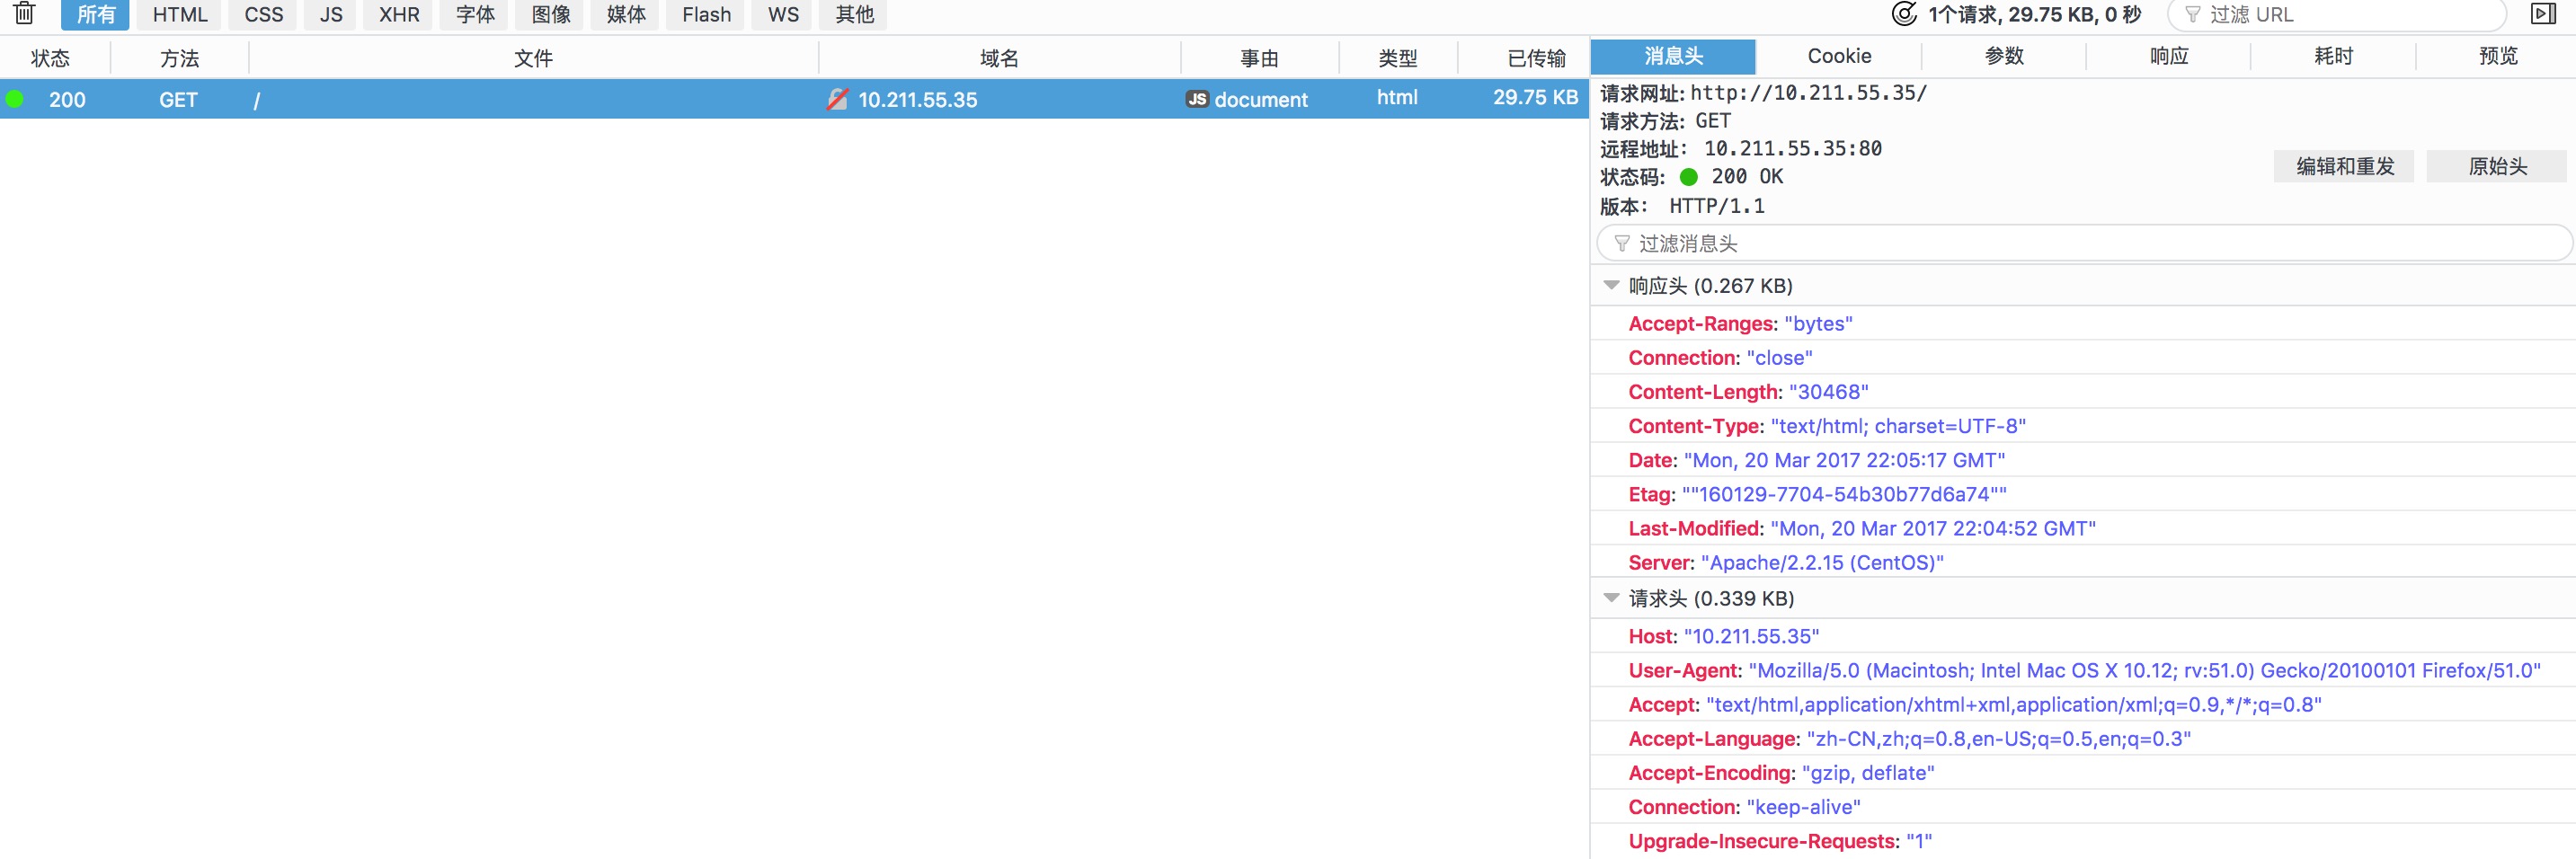 所有 HTML CSS JS XHR 字体 图像 媒体 Flash WS 其他 1个请求, 29.75 KB, 0 秒 过滤 URL
状态 方法 文件 域名 事由 类型 已传输
200 GET / 10.211.55.35 JS document html 29.75 KB
消息头 Cookie 参数 响应 耗时 预览
请求网址: http://10.211.55.35/
请求方法: GET
远程地址: 10.211.55.35:80
状态码: 200 OK
编辑和重发 原始头
版本: HTTP/1.1
过滤消息头
响应头 (0.267 KB)
Accept-Ranges: "bytes"
Connection: "close"
Content-Length: "30468"
Content-Type: "text/html; charset=UTF-8"
Date: "Mon, 20 Mar 2017 22:05:17 GMT"
Etag: ""160129-7704-54b30b77d6a74""
Last-Modified: "Mon, 20 Mar 2017 22:04:52 GMT"
Server: "Apache/2.2.15 (CentOS)"
请求头 (0.339 KB)
Host: "10.211.55.35"
User-Agent: "Mozilla/5.0 (Macintosh; Intel Mac OS X 10.12; rv:51.0) Gecko/20100101 Firefox/51.0"
Accept: "text/html,application/xhtml+xml,application/xml;q=0.9,*/*;q=0.8"
Accept-Language: "zh-CN,zh;q=0.8,en-US;q=0.5,en;q=0.3"
Accept-Encoding: "gzip, deflate"
Connection: "keep-alive"
Upgrade-Insecure-Requests: "1"